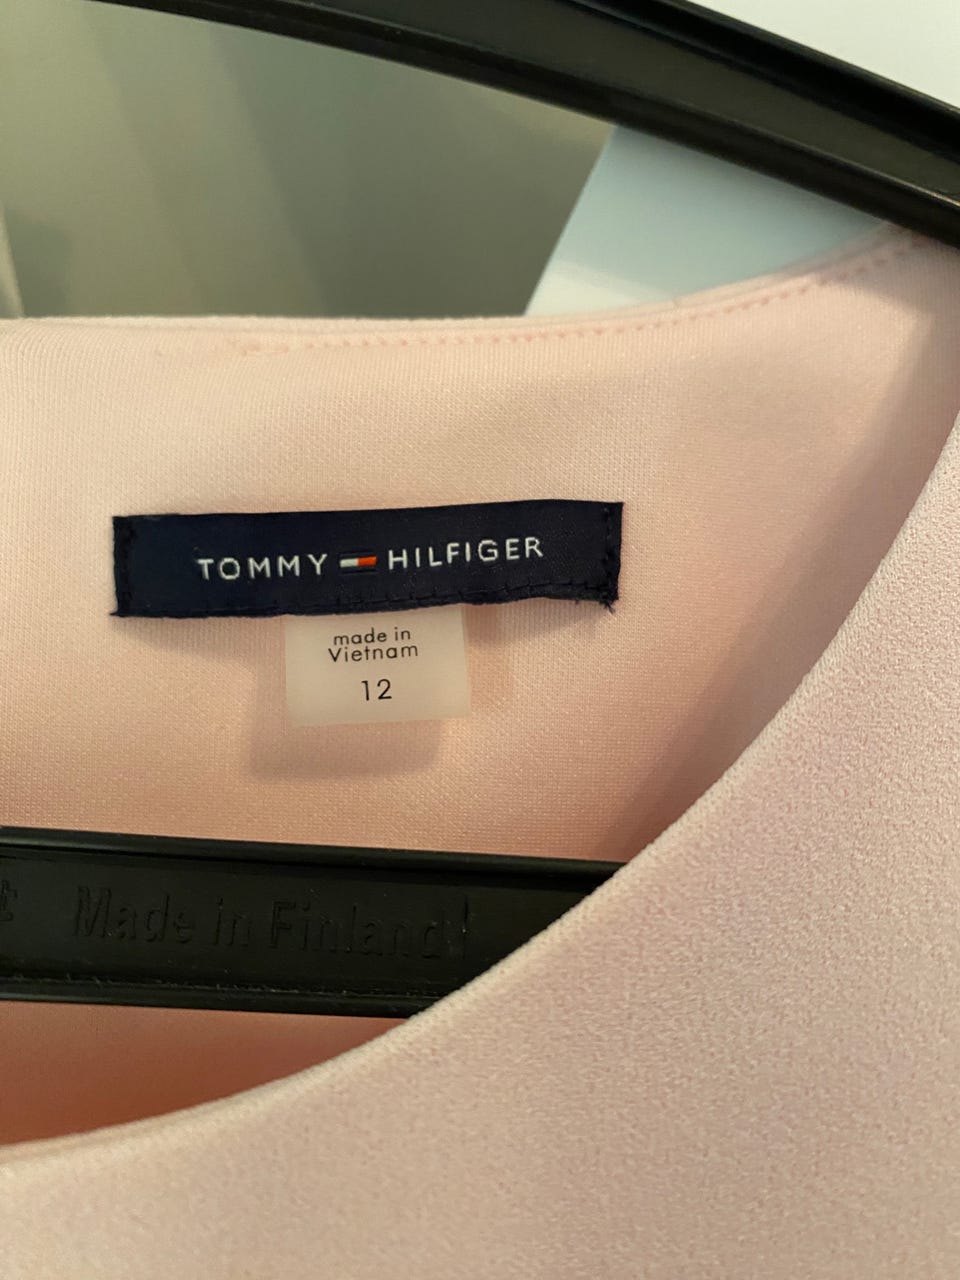 TOMMY HILFIGER
made in
Vietnam
12
Made in Finland